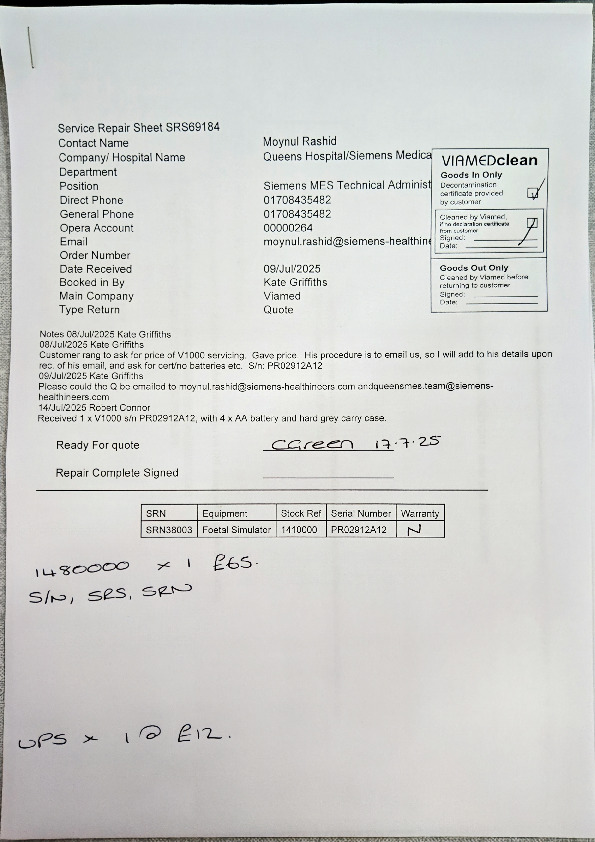 Service Repair Sheet SRS69184
Contact Name Moynul Rashid
Company/ Hospital Name Queens Hospital/Siemens Medica
Department
Position Siemens MES Technical Administ
Direct Phone 01708435482
General Phone 01708435482
Opera Account 00000264
Email moynul.rashid@siemens-healthine
Order Number
Date Received 09/Jul/2025
Booked in By Kate Griffiths
Main Company Viamed
Type Return Quote
VIAMEDclean
Goods In Only
Decontamination
certificate provided
by customer
Cleaned by Viamed,
if no declaration certificate
from customer
Signed:
Date:
Goods Out Only
Cleaned by Viamed before
returning to customer
Signed:
Date:
Notes 08/Jul/2025 Kate Griffiths
08/Jul/2025 Kate Griffiths
Customer rang to ask for price of V1000 servicing. Gave price. His procedure is to email us, so I will add to his details upon
rec. of his email, and ask for cert/no batteries etc. S/n: PR02912A12
09/Jul/2025 Kate Griffiths
Please could the Q be emailed to moynul.rashid@siemens-healthineers.com andqueensmes.team@siemens-
healthineers.com
14/Jul/2025 Robert Connor
Received 1 x V1000 s/n PR02912A12, with 4 x AA battery and hard grey carry case.
Ready For quote CGreen 17.7.25
Repair Complete Signed
SRN Equipment Stock Ref Serial Number Warranty
SRN38003 Foetal Simulator 1410000 PR02912A12 N
1480000 x 1 £65.
S/N, SRS, SRN
UPS x 1 @ £12.